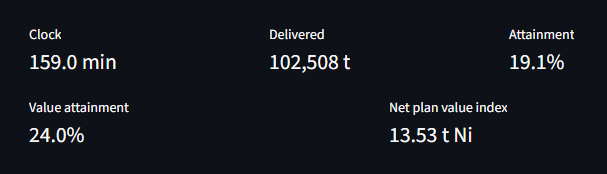 Clock
159.0 min
Delivered
102,508 t
Attainment
19.1%
Value attainment
24.0%
Net plan value index
13.53 t Ni